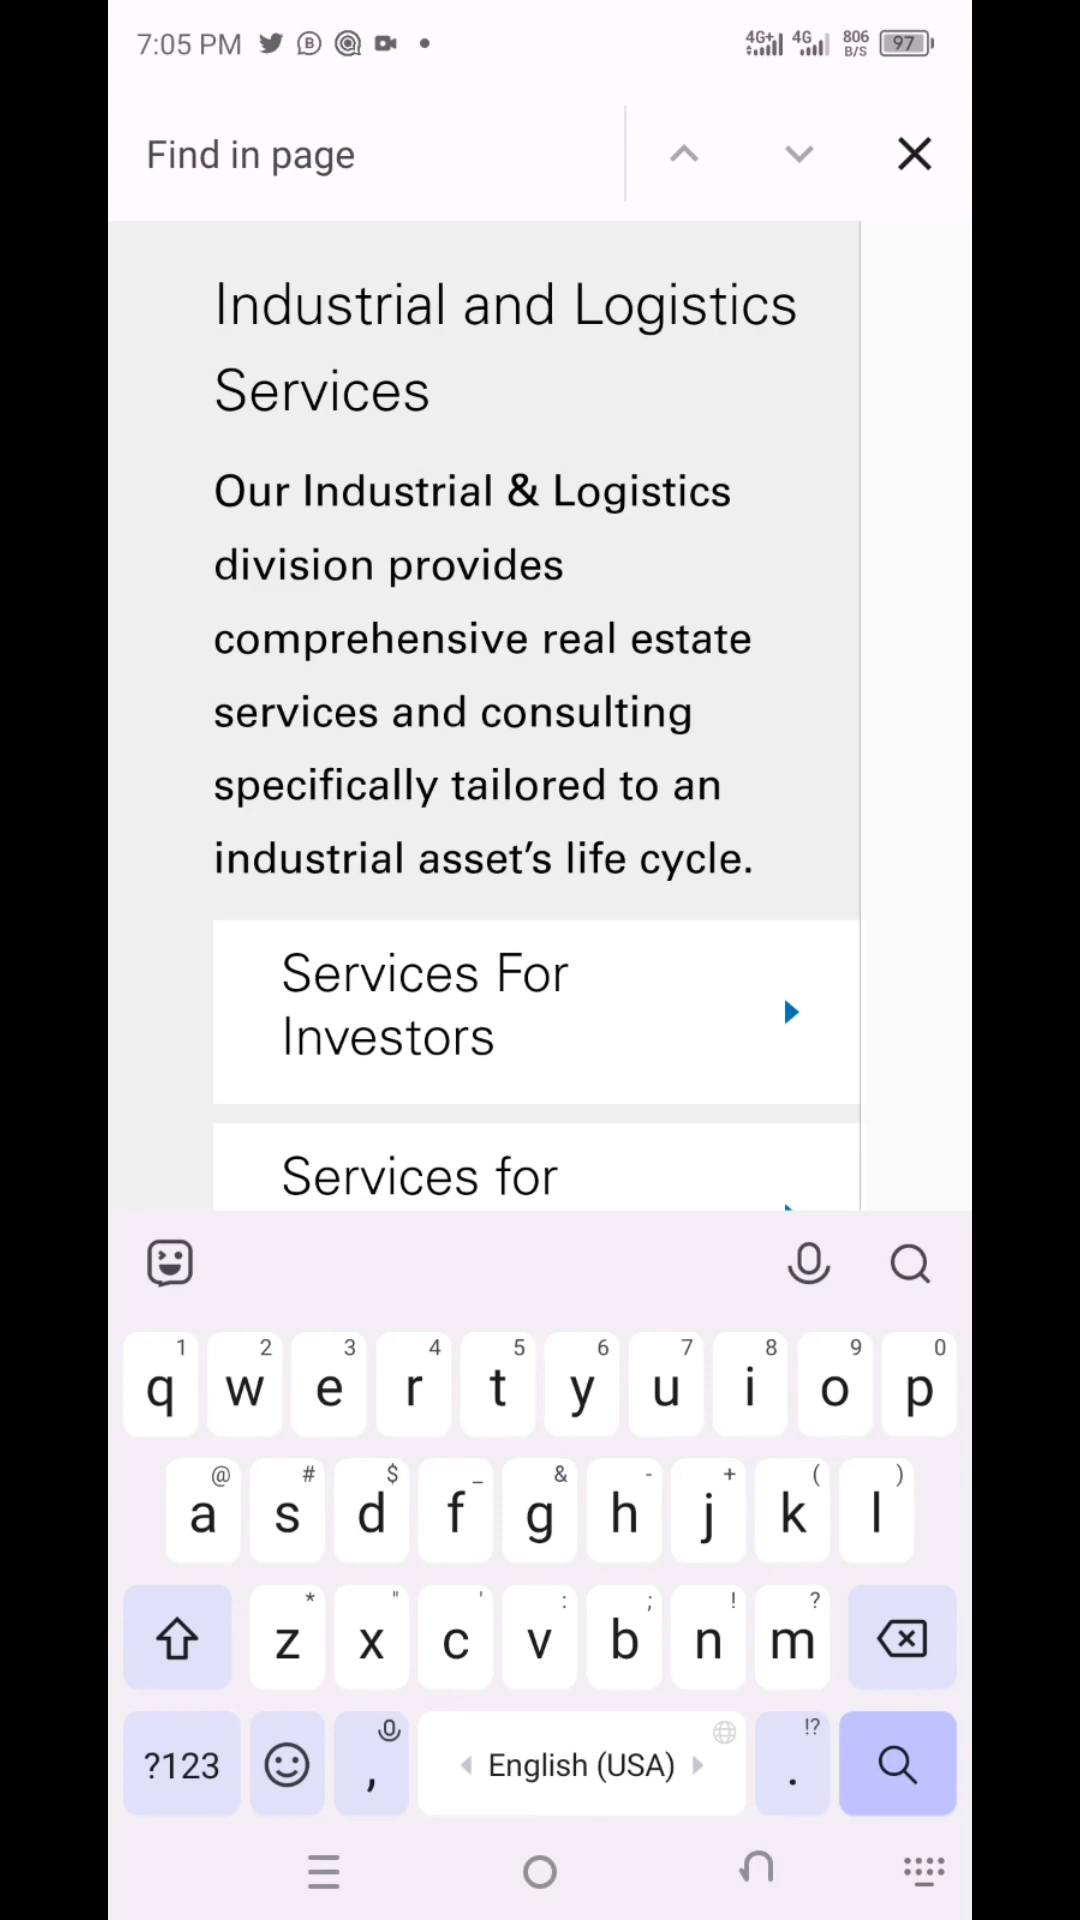 7:05 PM
4G+ 4G 806 B/S 97
Find in page
Industrial and Logistics
Services
Our Industrial & Logistics
division provides
comprehensive real estate
services and consulting
specifically tailored to an
industrial asset’s life cycle.
Services For
Investors
Services for
1 2 3 4 5 6 7 8 9 0
q w e r t y u i o p
@ # $ _ & - + ( )
a s d f g h j k l
* " ' : ; ! ?
z x c v b n m
!?
?123 , English (USA) .